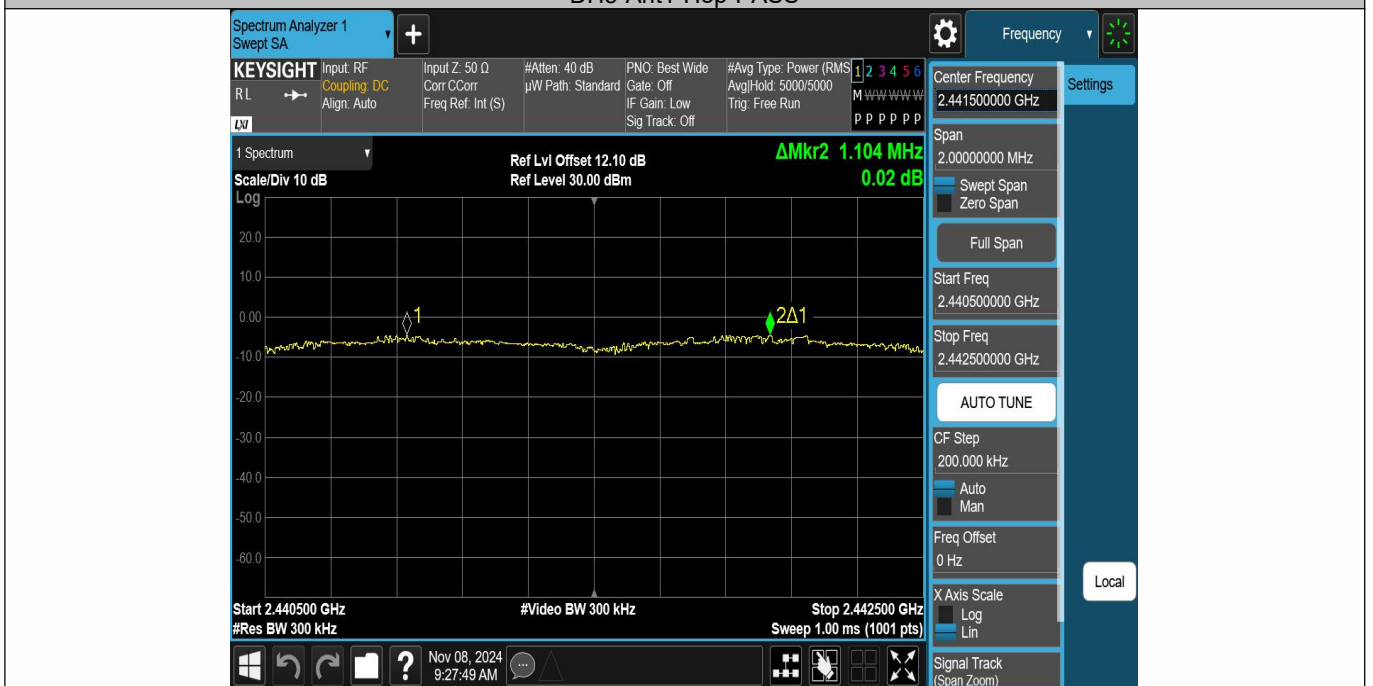 Spectrum Analyzer 1
Swept SA
Frequency
KEYSIGHT
R L
LXI
Input: RF
Coupling: DC
Align: Auto
Input Z: 50 Ω
Corr CCorr
Freq Ref: Int (S)
#Atten: 40 dB
µW Path: Standard
PNO: Best Wide
Gate: Off
IF Gain: Low
Sig Track: Off
#Avg Type: Power (RMS
Avg|Hold: 5000/5000
Trig: Free Run
1 2 3 4 5 6
M W W W W W
P P P P P P
1 Spectrum
Scale/Div 10 dB
Log
Ref Lvl Offset 12.10 dB
Ref Level 30.00 dBm
ΔMkr2 1.104 MHz
0.02 dB
20.0
10.0
0.00
-10.0
-20.0
-30.0
-40.0
-50.0
-60.0
1
2Δ1
Start 2.440500 GHz
#Res BW 300 kHz
#Video BW 300 kHz
Stop 2.442500 GHz
Sweep 1.00 ms (1001 pts)
Nov 08, 2024
9:27:49 AM
Center Frequency
2.441500000 GHz
Span
2.00000000 MHz
Swept Span
Zero Span
Full Span
Start Freq
2.440500000 GHz
Stop Freq
2.442500000 GHz
AUTO TUNE
CF Step
200.000 kHz
Auto
Man
Freq Offset
0 Hz
X Axis Scale
Log
Lin
Signal Track
(Span Zoom)
Settings
Local